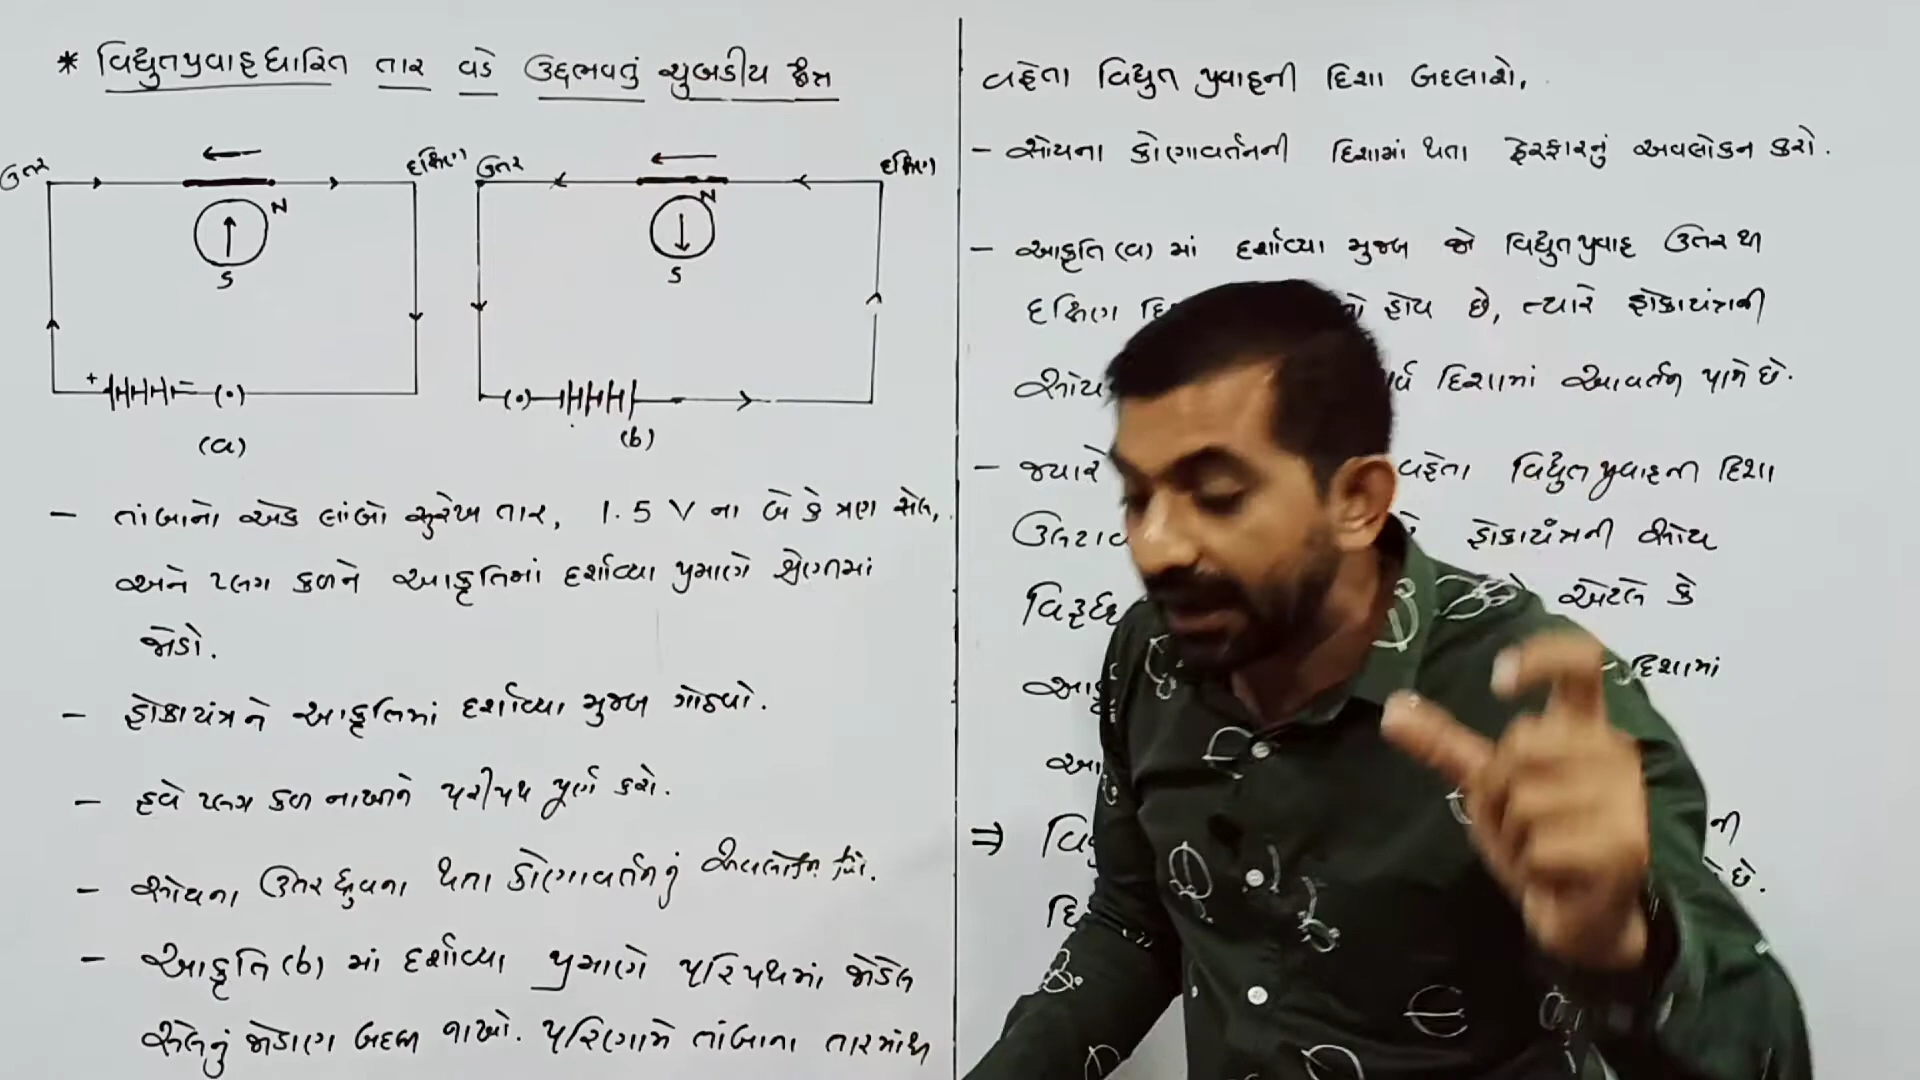 * વિદ્યુતપ્રવાહધારિત તાર વડે ઉદ્દભવતું ચુંબકીય ક્ષેત્ર
ઉત્તર
દક્ષિણ
N
S
+
(a)
ઉત્તર
દક્ષિણ
N
S
(b)
- તાંબાનો એક લાંબો સુરેખ તાર, 1.5 V ના બે કે ત્રણ સેલ,
અને પ્લગ કળને આકૃતિમાં દર્શાવ્યા પ્રમાણે શ્રેણીમાં
જોડો.
- હોકાયંત્રને આકૃતિમાં દર્શાવ્યા મુજબ ગોઠવો.
- હવે પ્લગ કળ નાખીને પરીપથ પૂર્ણ કરો.
- સોયના ઉત્તરધ્રુવના થતા કોણાવર્તનનું અવલોકન કરો.
- આકૃતિ (b) માં દર્શાવ્યા પ્રમાણે પરિપથમાં જોડેલ
સેલનું જોડાણ બદલી નાખો. પરિણામે તાંબાના તારમાંથી
વહેતા વિદ્યુત પ્રવાહની દિશા બદલાશે.
- સોયના કોણાવર્તનની દિશામાં થતા ફેરફારનું અવલોકન કરો.
- આકૃતિ (a) માં દર્શાવ્યા મુજબ જો વિદ્યુતપ્રવાહ ઉત્તરથી
દક્ષિણ હોય છે, ત્યારે હોકાયંત્રની
સોય દિશામાં આવર્તન પામે છે.
- જ્યારે વહેતા વિદ્યુતપ્રવાહની દિશા
હોકાયંત્રની સોય
વિરૂદ્ધ એટલે કે
દિશામાં
⇒
છે.